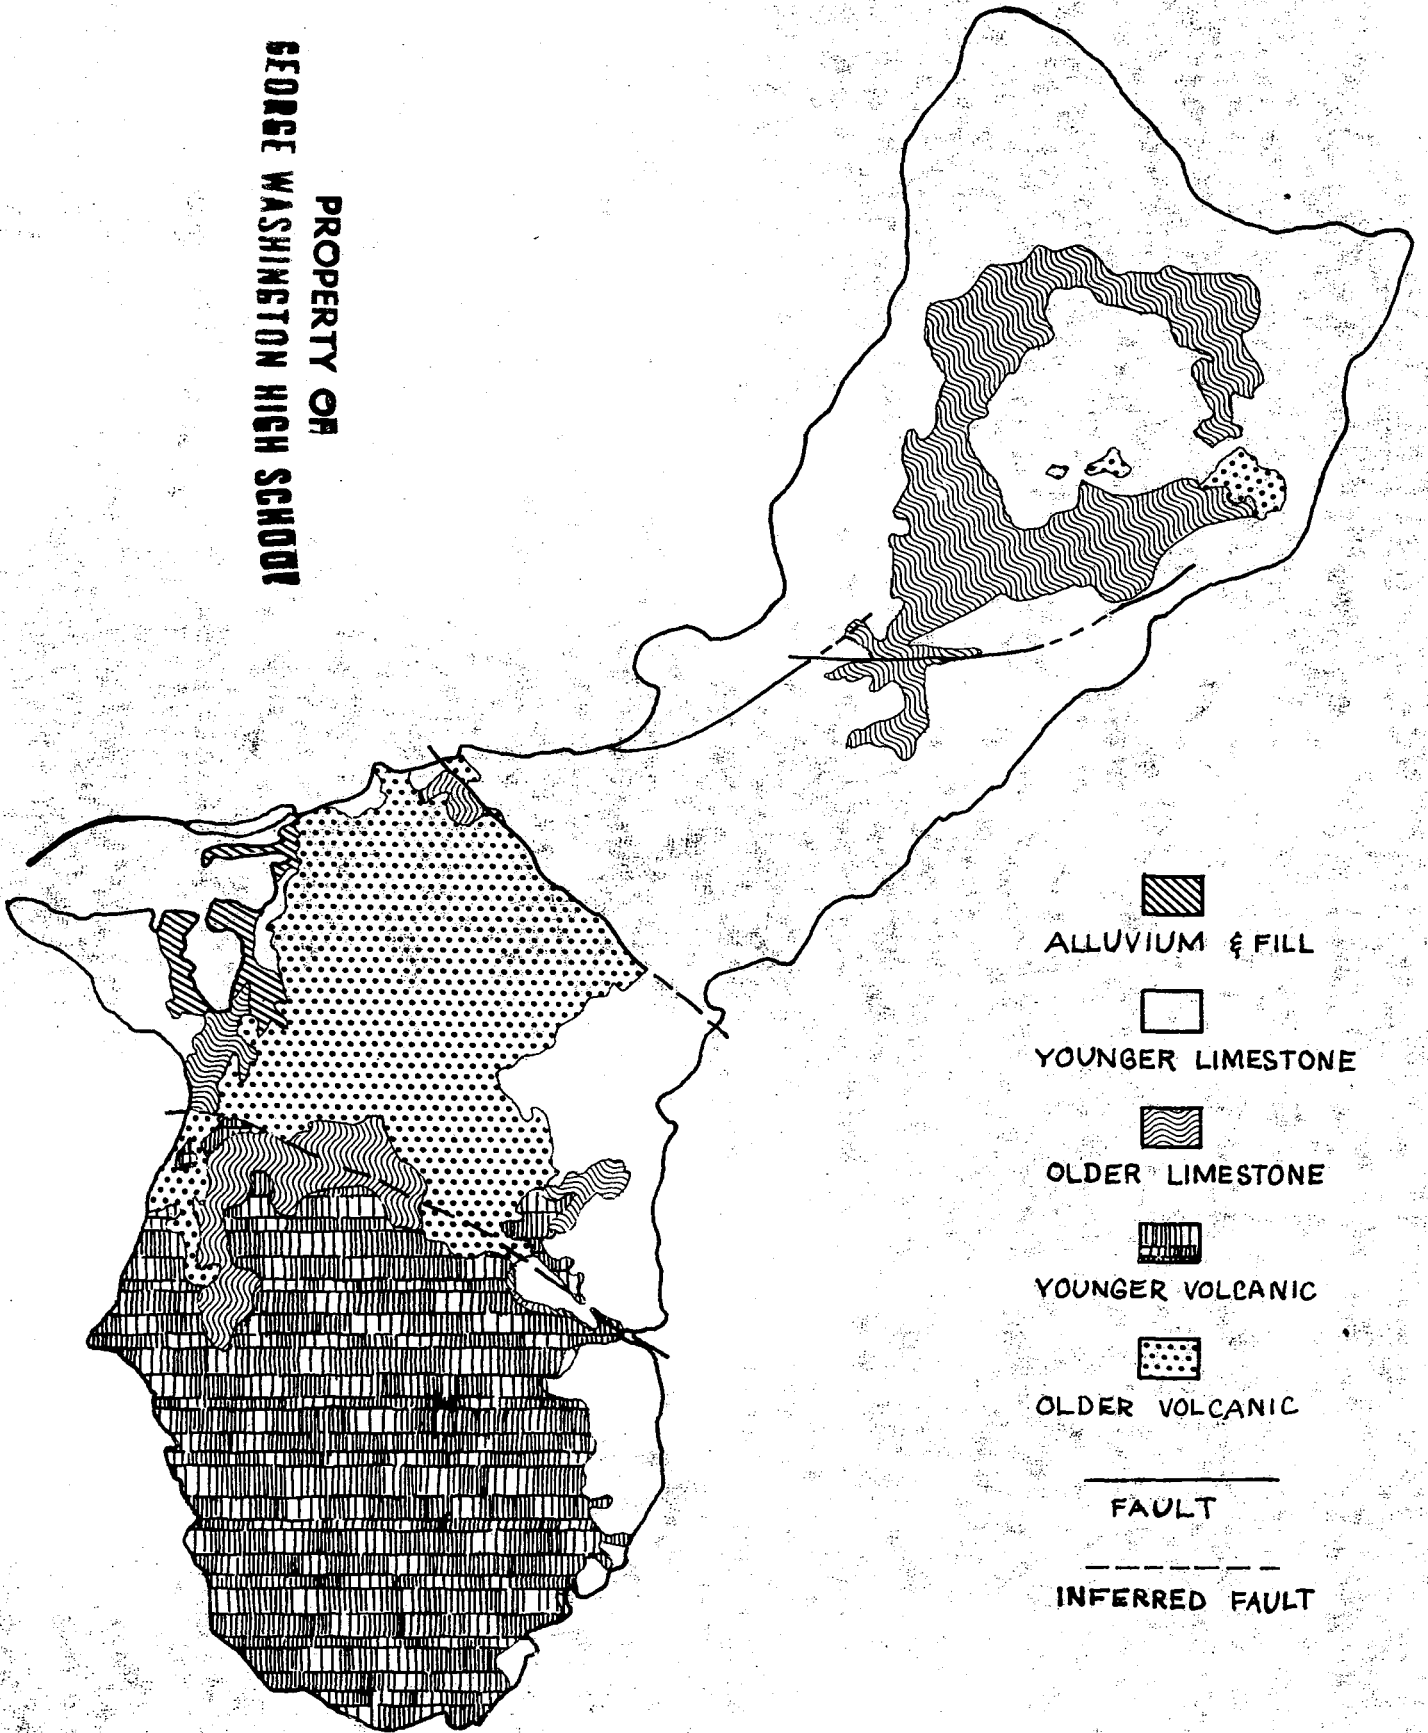 PROPERTY OF
GEORGE WASHINGTON HIGH SCHOOL
ALLUVIUM & FILL
YOUNGER LIMESTONE
OLDER LIMESTONE
YOUNGER VOLCANIC
OLDER VOLCANIC
FAULT
INFERRED FAULT